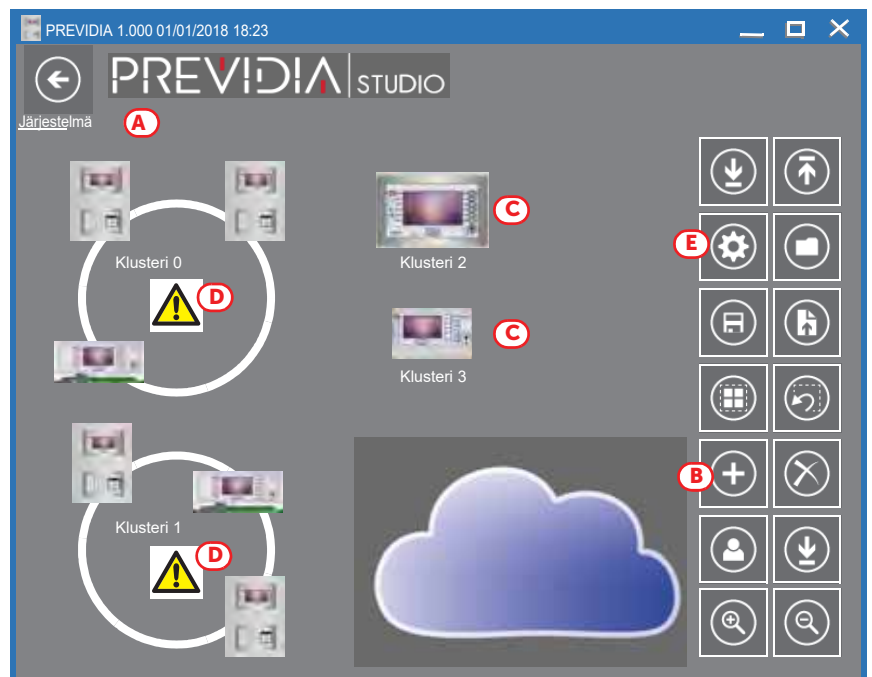 PREVIDIA 1.000 01/01/2018 18:23
PREVIDIA STUDIO
Järjestelmä
A
C
Klusteri 0
Klusteri 2
E
D
C
Klusteri 3
B
Klusteri 1
D